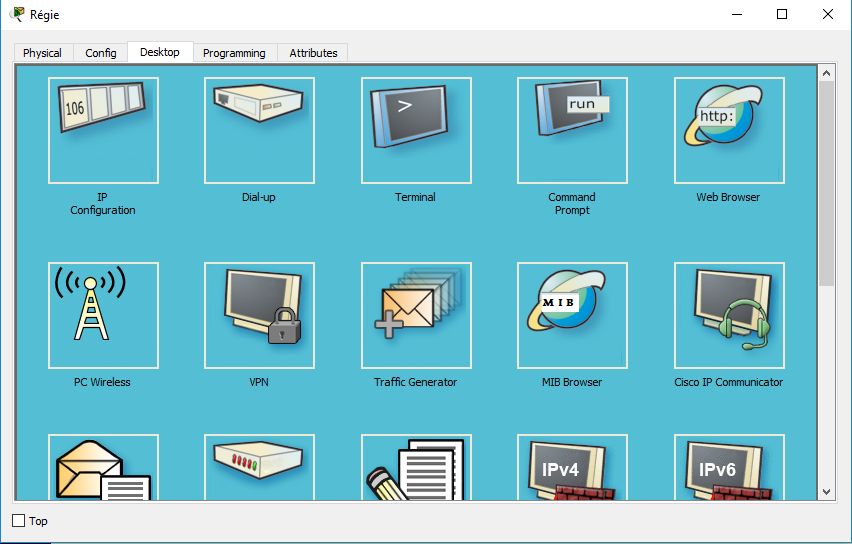 Régie
Physical
Config
Desktop
Programming
Attributes
106
>
run
http:
IP
Configuration
Dial-up
Terminal
Command
Prompt
Web Browser
MIB
PC Wireless
VPN
Traffic Generator
MIB Browser
Cisco IP Communicator
IPv4
IPv6
Top